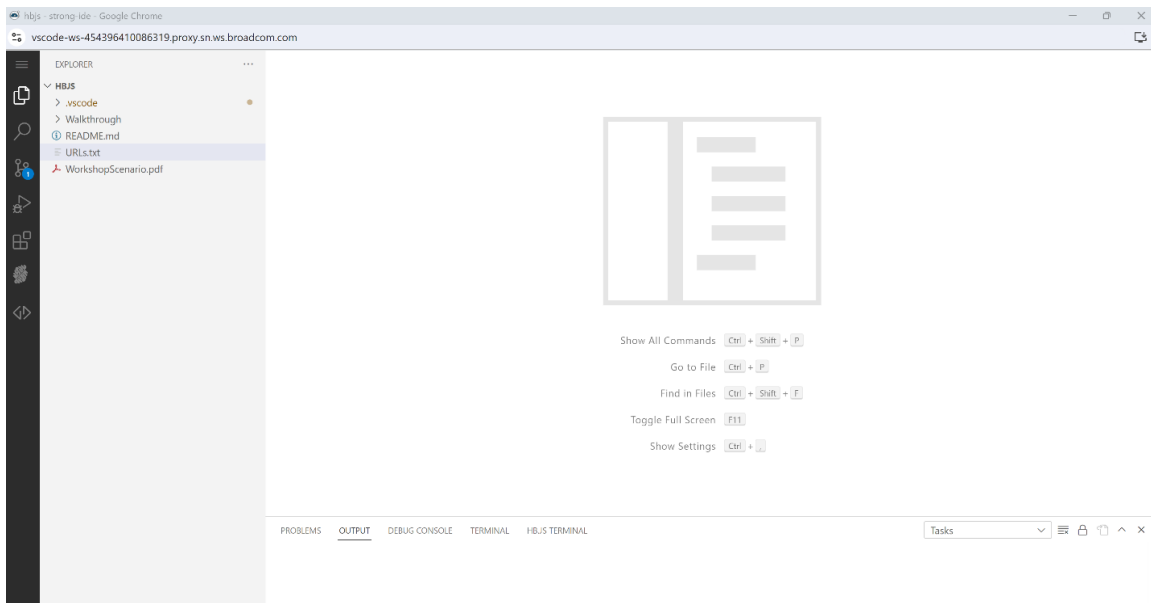 hbjs - strong-ide - Google Chrome
vscode-ws-454396410086319.proxy.sn.ws.broadcom.com
EXPLORER
HBJS
.vscode
Walkthrough
README.md
URLs.txt
WorkshopScenario.pdf
1
Show All Commands Ctrl + Shift + P
Go to File Ctrl + P
Find in Files Ctrl + Shift + F
Toggle Full Screen F11
Show Settings Ctrl + ,
PROBLEMS OUTPUT DEBUG CONSOLE TERMINAL HBJS TERMINAL Tasks